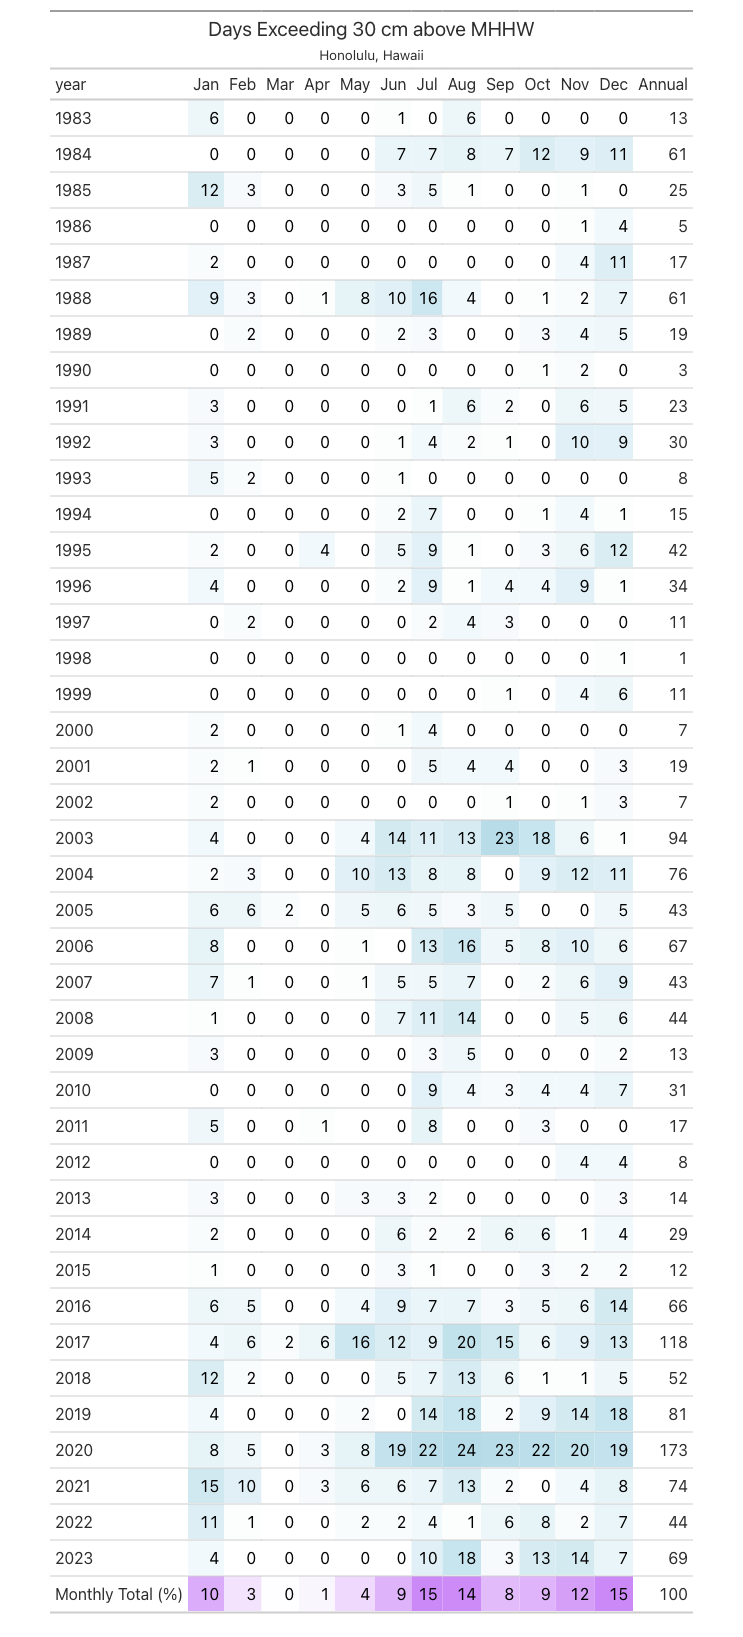 Days Exceeding 30 cm above MHHW
Honolulu, Hawaii
year Jan Feb Mar Apr May Jun Jul Aug Sep Oct Nov Dec Annual
1983 6 0 0 0 0 1 0 6 0 0 0 0 13
1984 0 0 0 0 0 7 7 8 7 12 9 11 61
1985 12 3 0 0 0 3 5 1 0 0 1 0 25
1986 0 0 0 0 0 0 0 0 0 0 1 4 5
1987 2 0 0 0 0 0 0 0 0 0 4 11 17
1988 9 3 0 1 8 10 16 4 0 1 2 7 61
1989 0 2 0 0 0 2 3 0 0 3 4 5 19
1990 0 0 0 0 0 0 0 0 0 1 2 0 3
1991 3 0 0 0 0 0 1 6 2 0 6 5 23
1992 3 0 0 0 0 1 4 2 1 0 10 9 30
1993 5 2 0 0 0 1 0 0 0 0 0 0 8
1994 0 0 0 0 0 2 7 0 0 1 4 1 15
1995 2 0 0 4 0 5 9 1 0 3 6 12 42
1996 4 0 0 0 0 2 9 1 4 4 9 1 34
1997 0 2 0 0 0 0 2 4 3 0 0 0 11
1998 0 0 0 0 0 0 0 0 0 0 0 1 1
1999 0 0 0 0 0 0 0 0 1 0 4 6 11
2000 2 0 0 0 0 1 4 0 0 0 0 0 7
2001 2 1 0 0 0 0 5 4 4 0 0 3 19
2002 2 0 0 0 0 0 0 0 1 0 1 3 7
2003 4 0 0 0 4 14 11 13 23 18 6 1 94
2004 2 3 0 0 10 13 8 8 0 9 12 11 76
2005 6 6 2 0 5 6 5 3 5 0 0 5 43
2006 8 0 0 0 1 0 13 16 5 8 10 6 67
2007 7 1 0 0 1 5 5 7 0 2 6 9 43
2008 1 0 0 0 0 7 11 14 0 0 5 6 44
2009 3 0 0 0 0 0 3 5 0 0 0 2 13
2010 0 0 0 0 0 0 9 4 3 4 4 7 31
2011 5 0 0 1 0 0 8 0 0 3 0 0 17
2012 0 0 0 0 0 0 0 0 0 0 4 4 8
2013 3 0 0 0 3 3 2 0 0 0 0 3 14
2014 2 0 0 0 0 6 2 2 6 6 1 4 29
2015 1 0 0 0 0 3 1 0 0 3 2 2 12
2016 6 5 0 0 4 9 7 7 3 5 6 14 66
2017 4 6 2 6 16 12 9 20 15 6 9 13 118
2018 12 2 0 0 0 5 7 13 6 1 1 5 52
2019 4 0 0 0 2 0 14 18 2 9 14 18 81
2020 8 5 0 3 8 19 22 24 23 22 20 19 173
2021 15 10 0 3 6 6 7 13 2 0 4 8 74
2022 11 1 0 0 2 2 4 1 6 8 2 7 44
2023 4 0 0 0 0 0 10 18 3 13 14 7 69
Monthly Total (%) 10 3 0 1 4 9 15 14 8 9 12 15 100